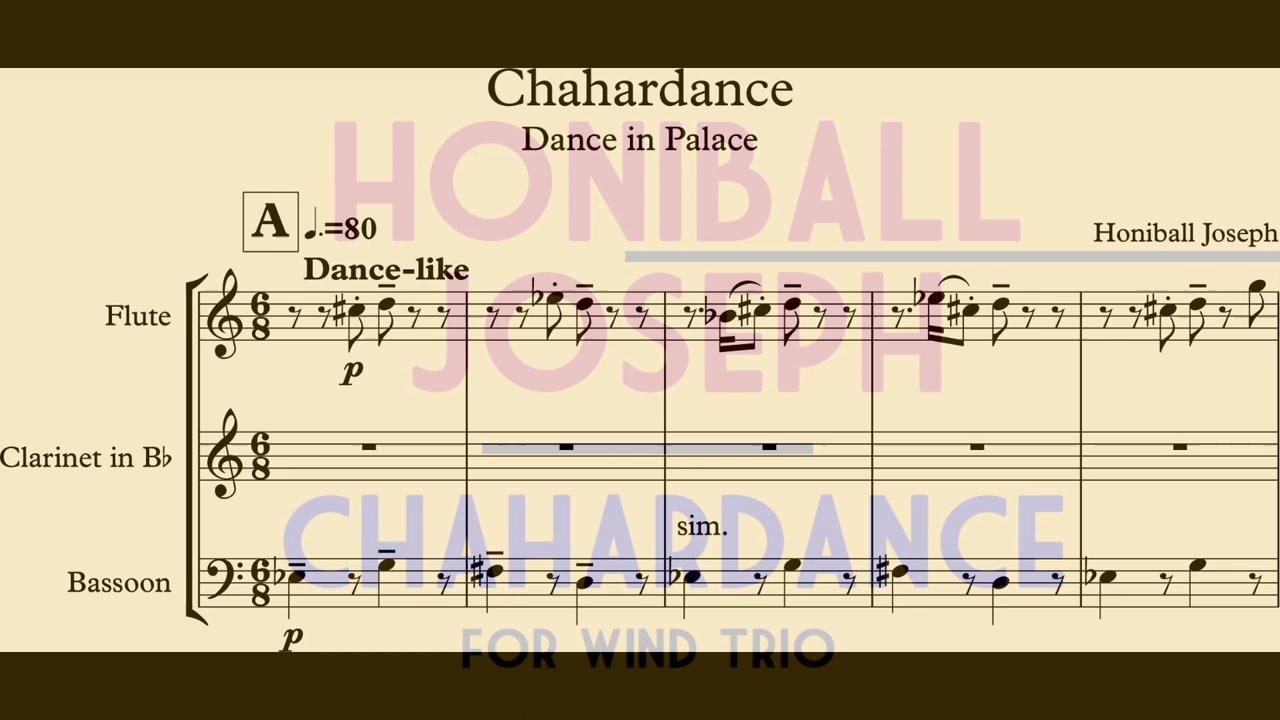 Chahardance
HONIBALL
Dance in Palace
A ♩.=80
Honiball Joseph
Dance-like
JOSEPH
Flute
p
Clarinet in B♭
CHAHARDANCE
sim.
Bassoon
p
FOR WIND TRIO